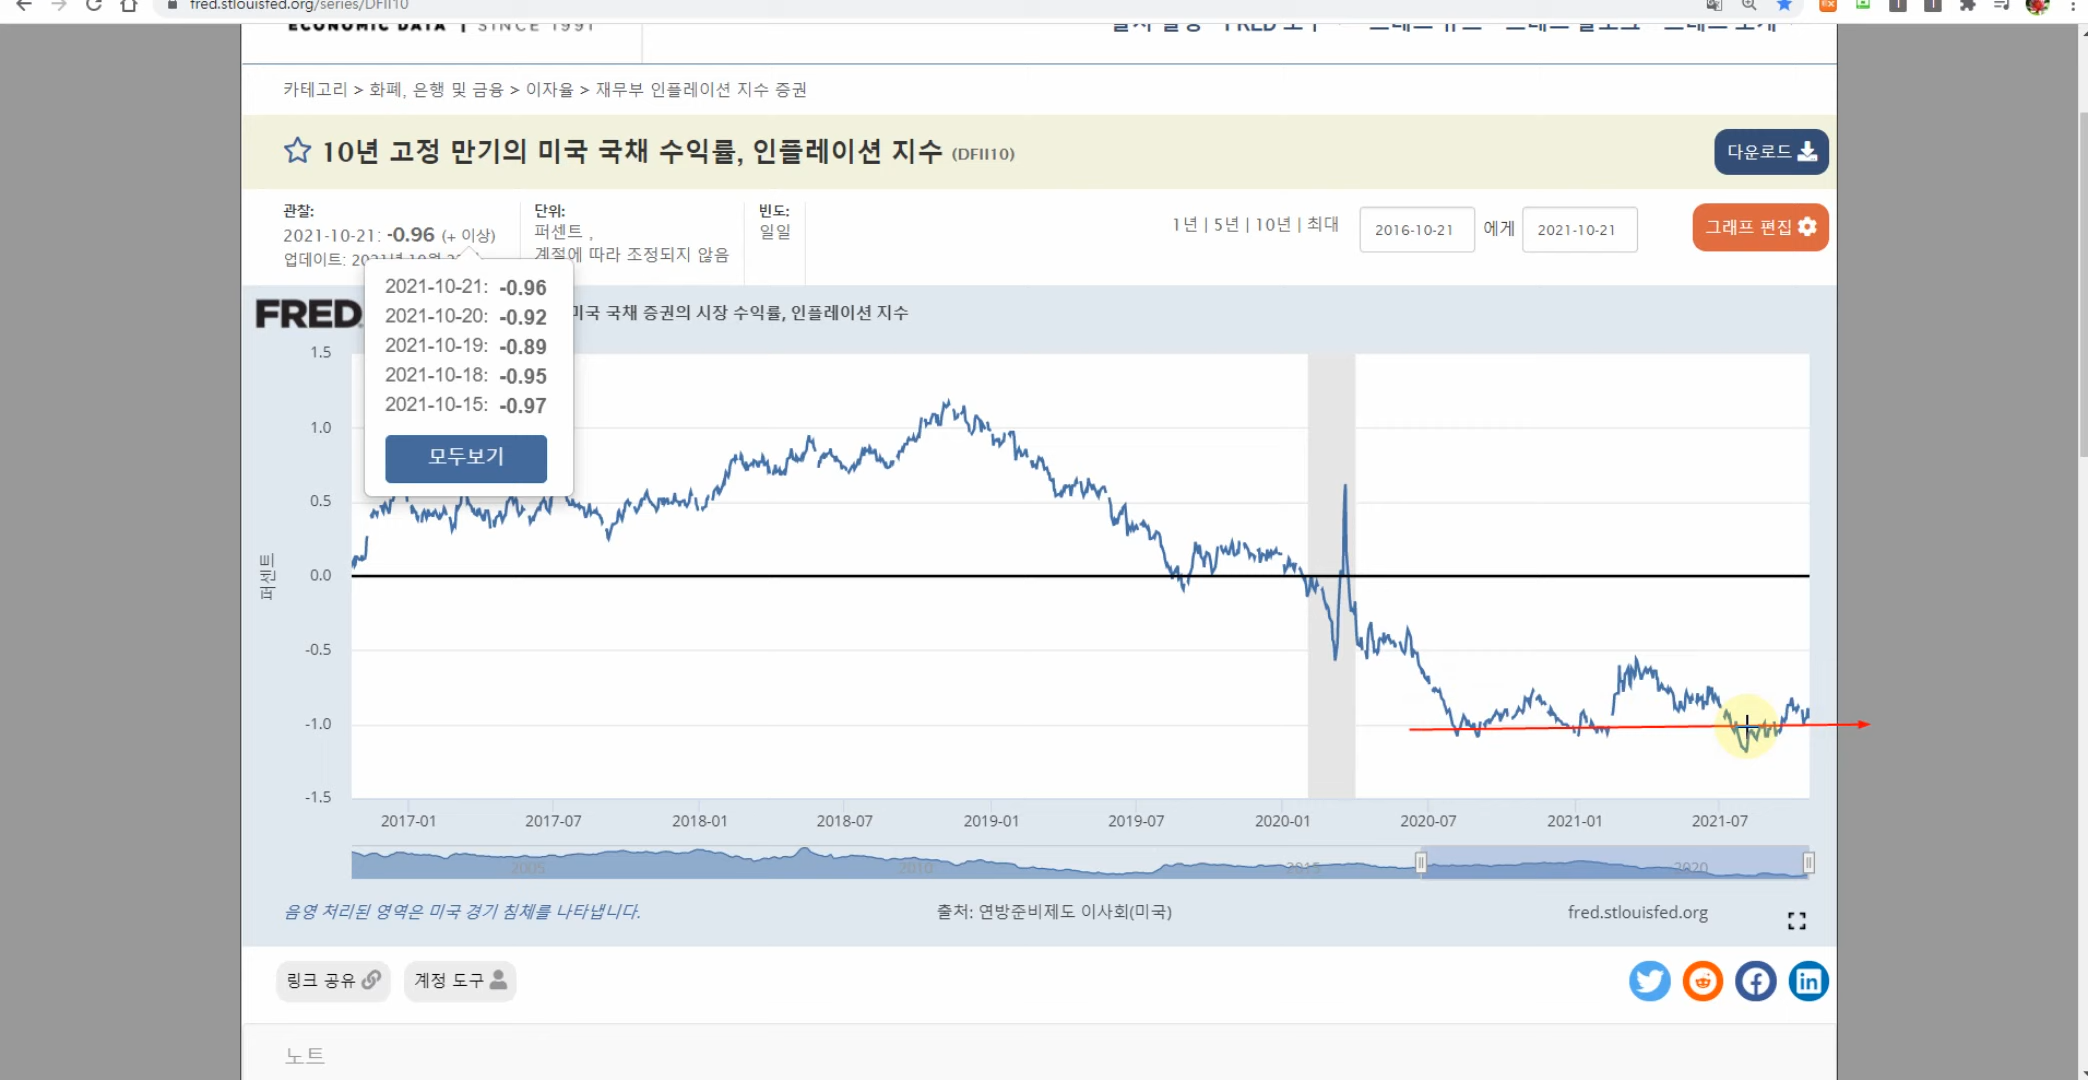 fred.stlouisfed.org/series/DFII10
ECONOMIC DATA | SINCE 1991
카테고리 > 화폐, 은행 및 금융 > 이자율 > 재무부 인플레이션 지수 증권
10년 고정 만기의 미국 국채 수익률, 인플레이션 지수 (DFII10)
다운로드
관찰:
2021-10-21: -0.96 (+ 이상)
업데이트:
단위:
퍼센트 ,
계절에 따라 조정되지 않음
빈도:
일일
1년 | 5년 | 10년 | 최대
2016-10-21 에게 2021-10-21
그래프 편집
2021-10-21: -0.96
2021-10-20: -0.92
2021-10-19: -0.89
2021-10-18: -0.95
2021-10-15: -0.97
모두보기
FRED
미국 국채 증권의 시장 수익률, 인플레이션 지수
퍼센트
1.5
1.0
0.5
0.0
-0.5
-1.0
-1.5
2017-01 2017-07 2018-01 2018-07 2019-01 2019-07 2020-01 2020-07 2021-01 2021-07
2005 2010 2015 2020
음영 처리된 영역은 미국 경기 침체를 나타냅니다.
출처: 연방준비제도 이사회(미국)
fred.stlouisfed.org
링크 공유
계정 도구
노트